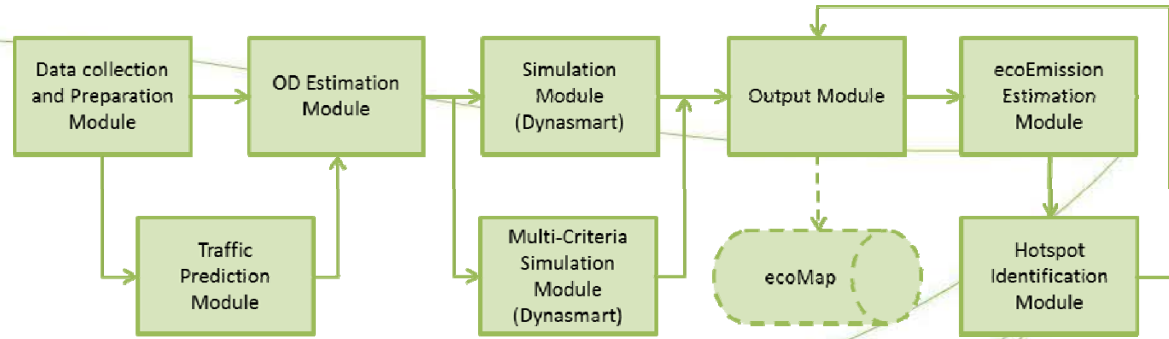 Data collection
and Preparation
Module
OD Estimation
Module
Simulation
Module
(Dynasmart)
Output Module
ecoEmission
Estimation
Module
Traffic
Prediction
Module
Multi-Criteria
Simulation
Module
(Dynasmart)
ecoMap
Hotspot
Identification
Module